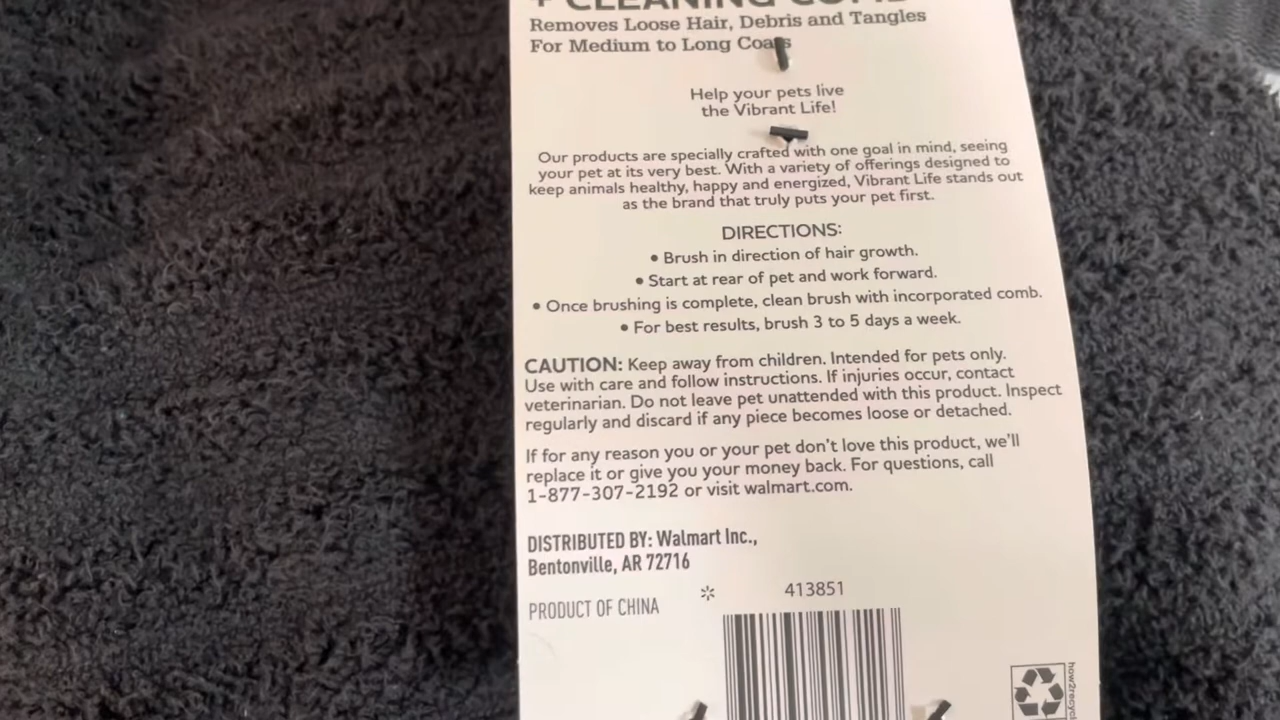 + CLEANING COMB
Removes Loose Hair, Debris and Tangles
For Medium to Long Coats
Help your pets live
the Vibrant Life!
Our products are specially crafted with one goal in mind, seeing
your pet at its very best. With a variety of offerings designed to
keep animals healthy, happy and energized, Vibrant Life stands out
as the brand that truly puts your pet first.
DIRECTIONS:
• Brush in direction of hair growth.
• Start at rear of pet and work forward.
• Once brushing is complete, clean brush with incorporated comb.
• For best results, brush 3 to 5 days a week.
CAUTION: Keep away from children. Intended for pets only.
Use with care and follow instructions. If injuries occur, contact
veterinarian. Do not leave pet unattended with this product. Inspect
regularly and discard if any piece becomes loose or detached.
If for any reason you or your pet don't love this product, we'll
replace it or give you your money back. For questions, call
1-877-307-2192 or visit walmart.com.
DISTRIBUTED BY: Walmart Inc.,
Bentonville, AR 72716
PRODUCT OF CHINA
* 413851
how2recycl